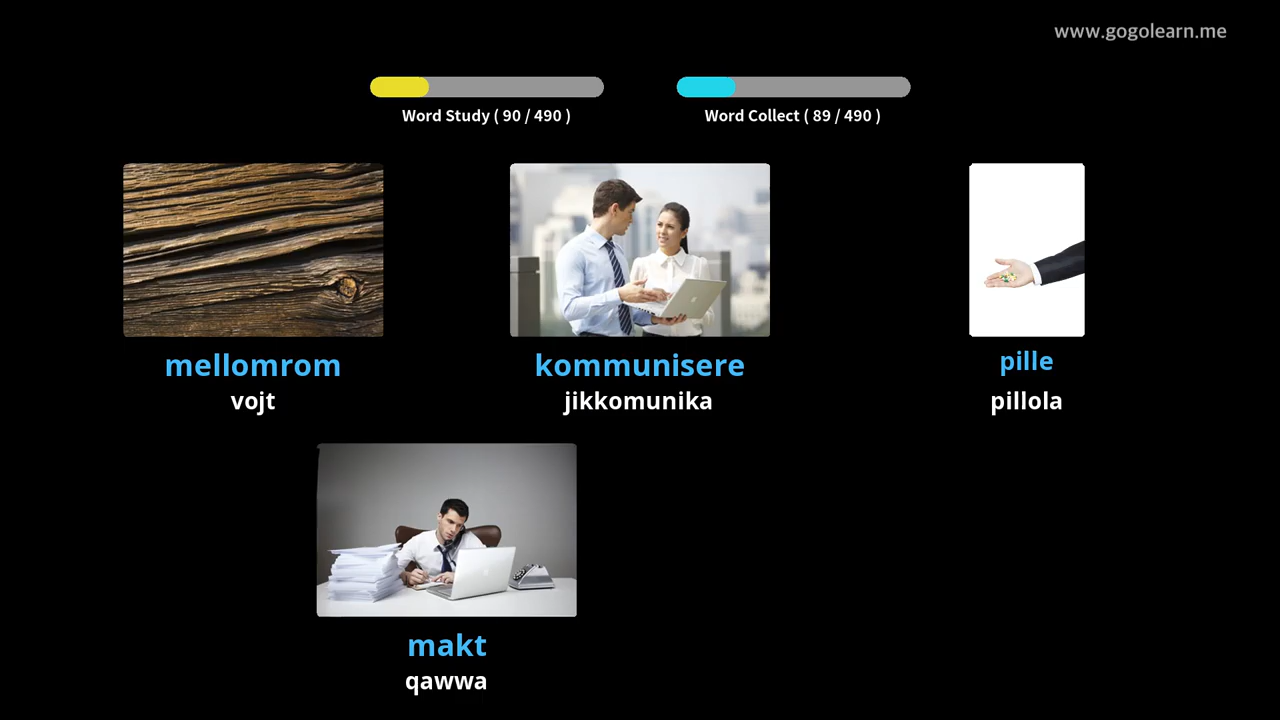 www.gogolearn.me
Word Study ( 90 / 490 )
Word Collect ( 89 / 490 )
mellomrom
vojt
kommunisere
jikkomunika
pille
pillola
makt
qawwa